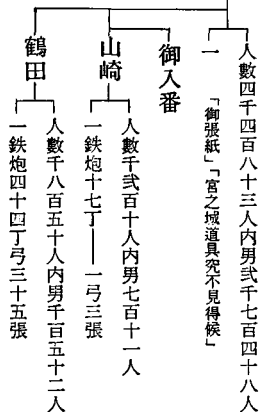 人數四千四百八十三人内男弐千七百四十八人
一「御張紙」「宮之城道具究不見得候」
御入番
山崎
人數千弐百十人内男七百十一人
一鉄炮十七丁――一弓三張
鶴田
人數千八百五十人内男千百五十二人
一鉄炮四十四丁弓三十五張